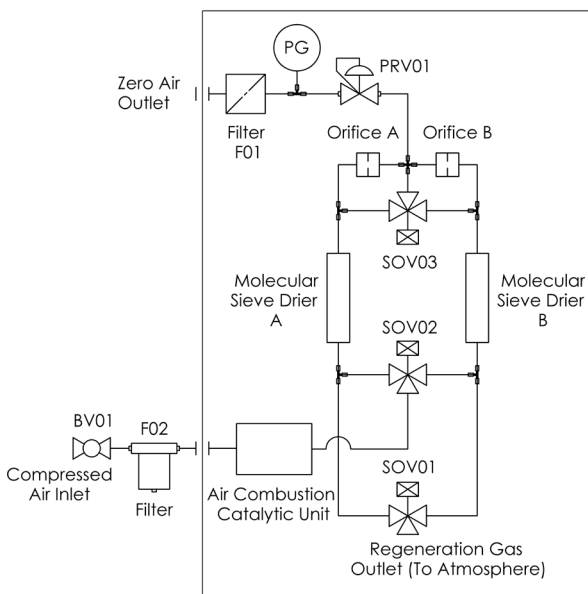 PG
PRV01
Zero Air
Outlet
Filter
F01
Orifice A
Orifice B
SOV03
Molecular
Sieve Drier
A
Molecular
Sieve Drier
B
SOV02
BV01
F02
Compressed
Air Inlet
Filter
Air Combustion
Catalytic Unit
SOV01
Regeneration Gas
Outlet (To Atmosphere)